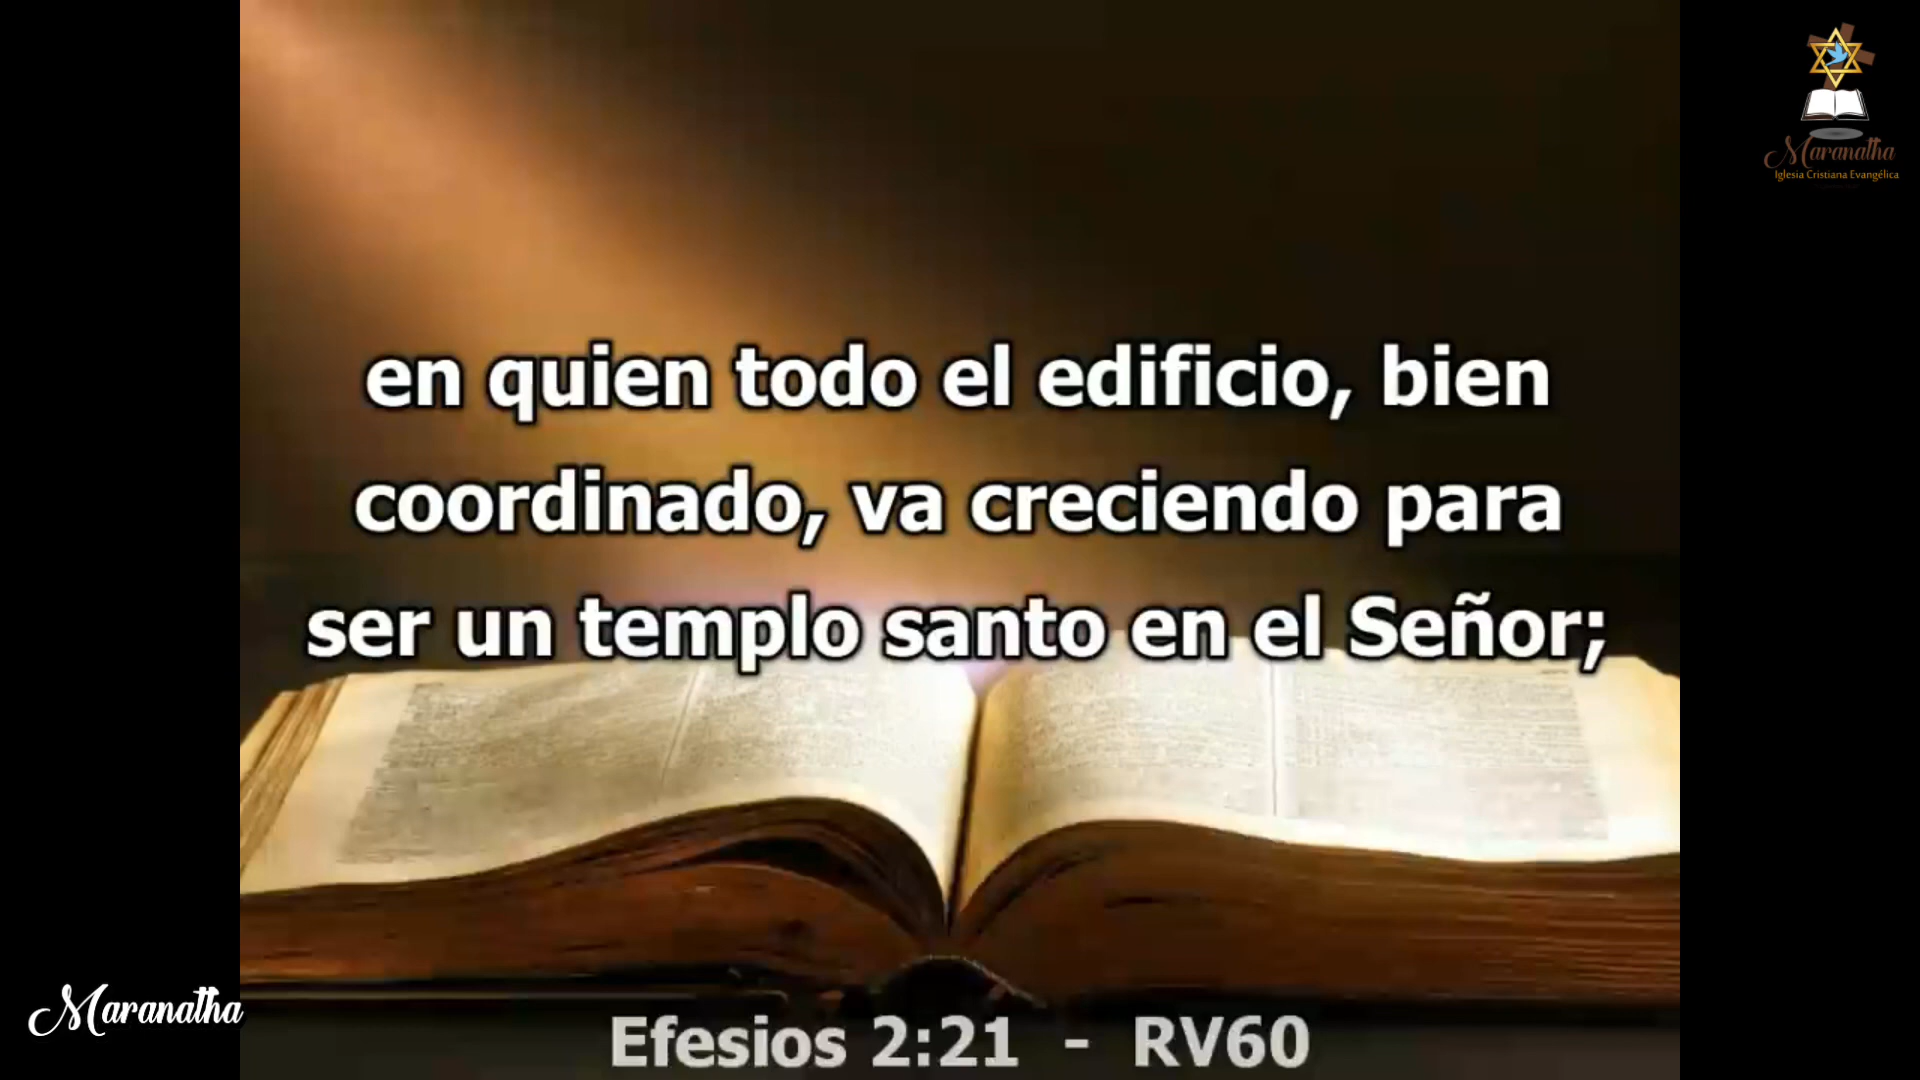 Maranatha
Iglesia Cristiana Evangélica
en quien todo el edificio, bien
coordinado, va creciendo para
ser un templo santo en el Señor;
Maranatha
Efesios 2:21 - RV60